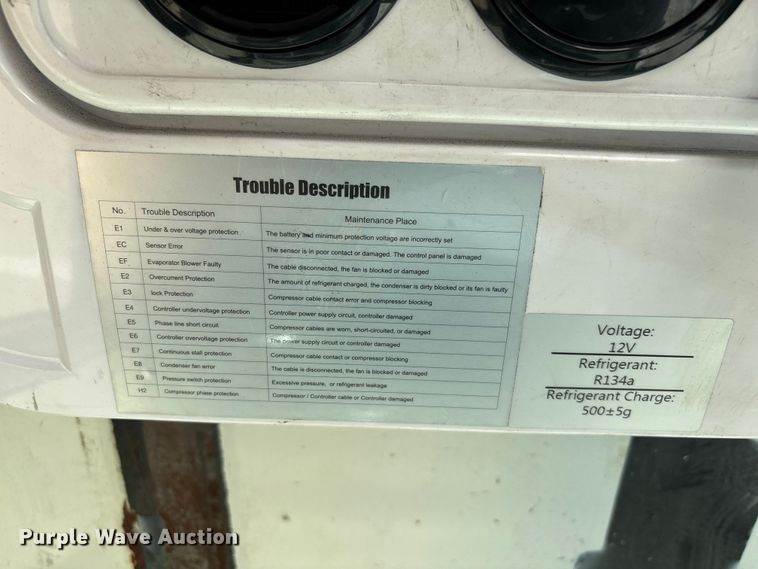 Trouble Description
No. Trouble Description Maintenance Place
E1 Under & over voltage protection The battery and minimum protection voltage are incorrectly set
EC Sensor Error The sensor is in poor contact or damaged. The control panel is damaged
EF Evaporator Blower Faulty The cable disconnected, the fan is blocked or damaged
E2 Overcument Protection The amount of refrigerant charged, the condenser is dirty blocked or its fan is faulty
E3 lock Protection Compressor cable contact error and compressor blocking
E4 Controller undervoltage protection Controller power supply circuit, controller damaged
E5 Phase line short circuit Compressor cables are worn, short-circuited, or damaged
E6 Controller overvoltage protection The power supply circuit or controller damaged
E7 Continuous stall protection Compressor cable contact or compressor blocking
E8 Condenser fan error The cable is disconnected, the fan is blocked or damaged
E9 Pressure switch protection Excessive pressure, or refrigerant leakage
H2 Compressor phase protection Compressor / Controller cable or Controller damaged
Voltage:
12V
Refrigerant:
R134a
Refrigerant Charge:
500±5g
Purple Wave Auction